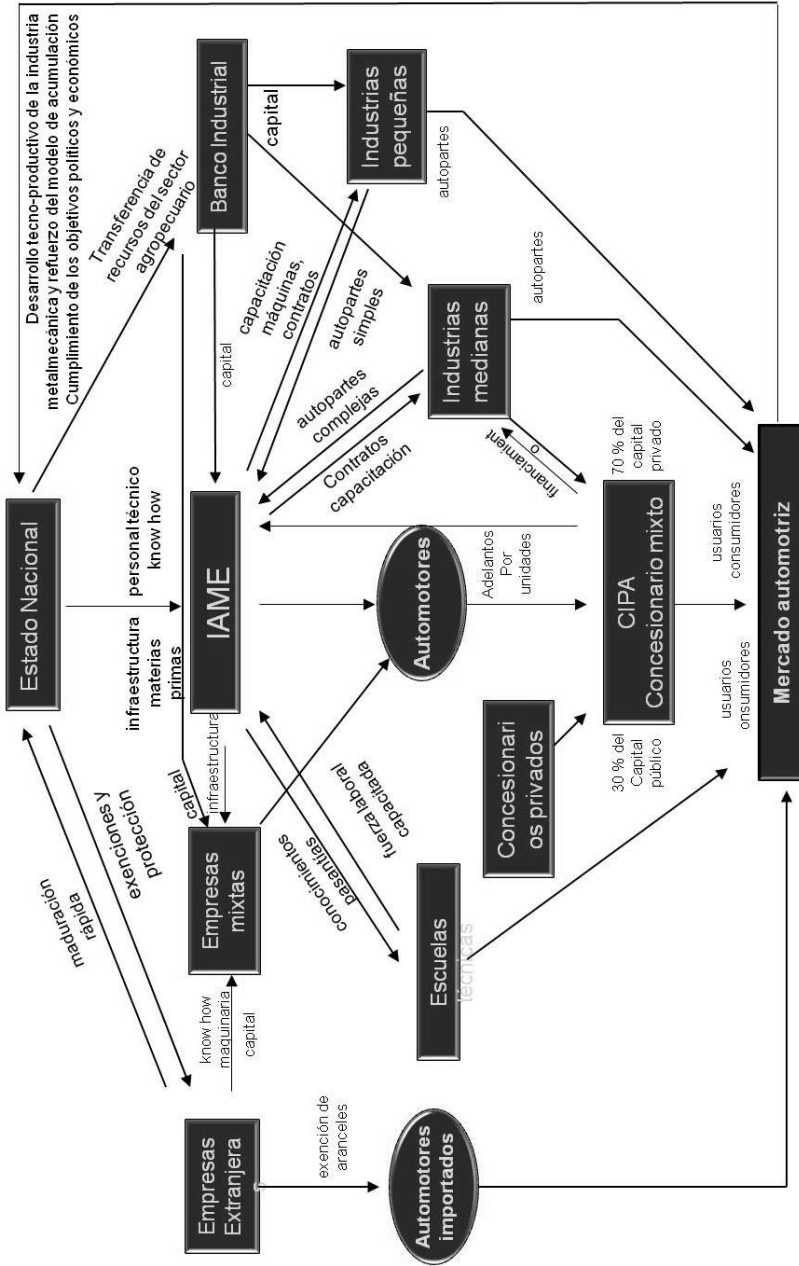 Desarrollo tecno-productivo de la industria
metalmecánica y refuerzo del modelo de acumulación
Cumplimiento de los objetivos políticos y económicos
Estado Nacional
maduración
rápida
exenciones y
protección
infraestructura
materias
primas
personal técnico
know how
Transferencia de
recursos del sector
agropecuario
Empresas
Extranjera
know how
maquinaria
capital
Empresas
mixtas
capital
infraestructura
IAME
capital
Banco Industrial
capital
exención de
aranceles
Automotores
importados
conocimientos
pasantías
fuerza laboral
capacitada
Escuelas
técnicas
Automotores
Contratos
capacitación
autopartes
complejas
capacitación
máquinas,
contratos
autopartes
simples
Industrias
pequeñas
autopartes
Industrias
medianas
autopartes
financiamient
o
Adelantos
Por
unidades
Concesionari
os privados
30 % del
Capital
público
CIPA
Concesionario mixto
70 % del
capital
privado
usuarios
onsumidores
usuarios
consumidores
Mercado automotriz